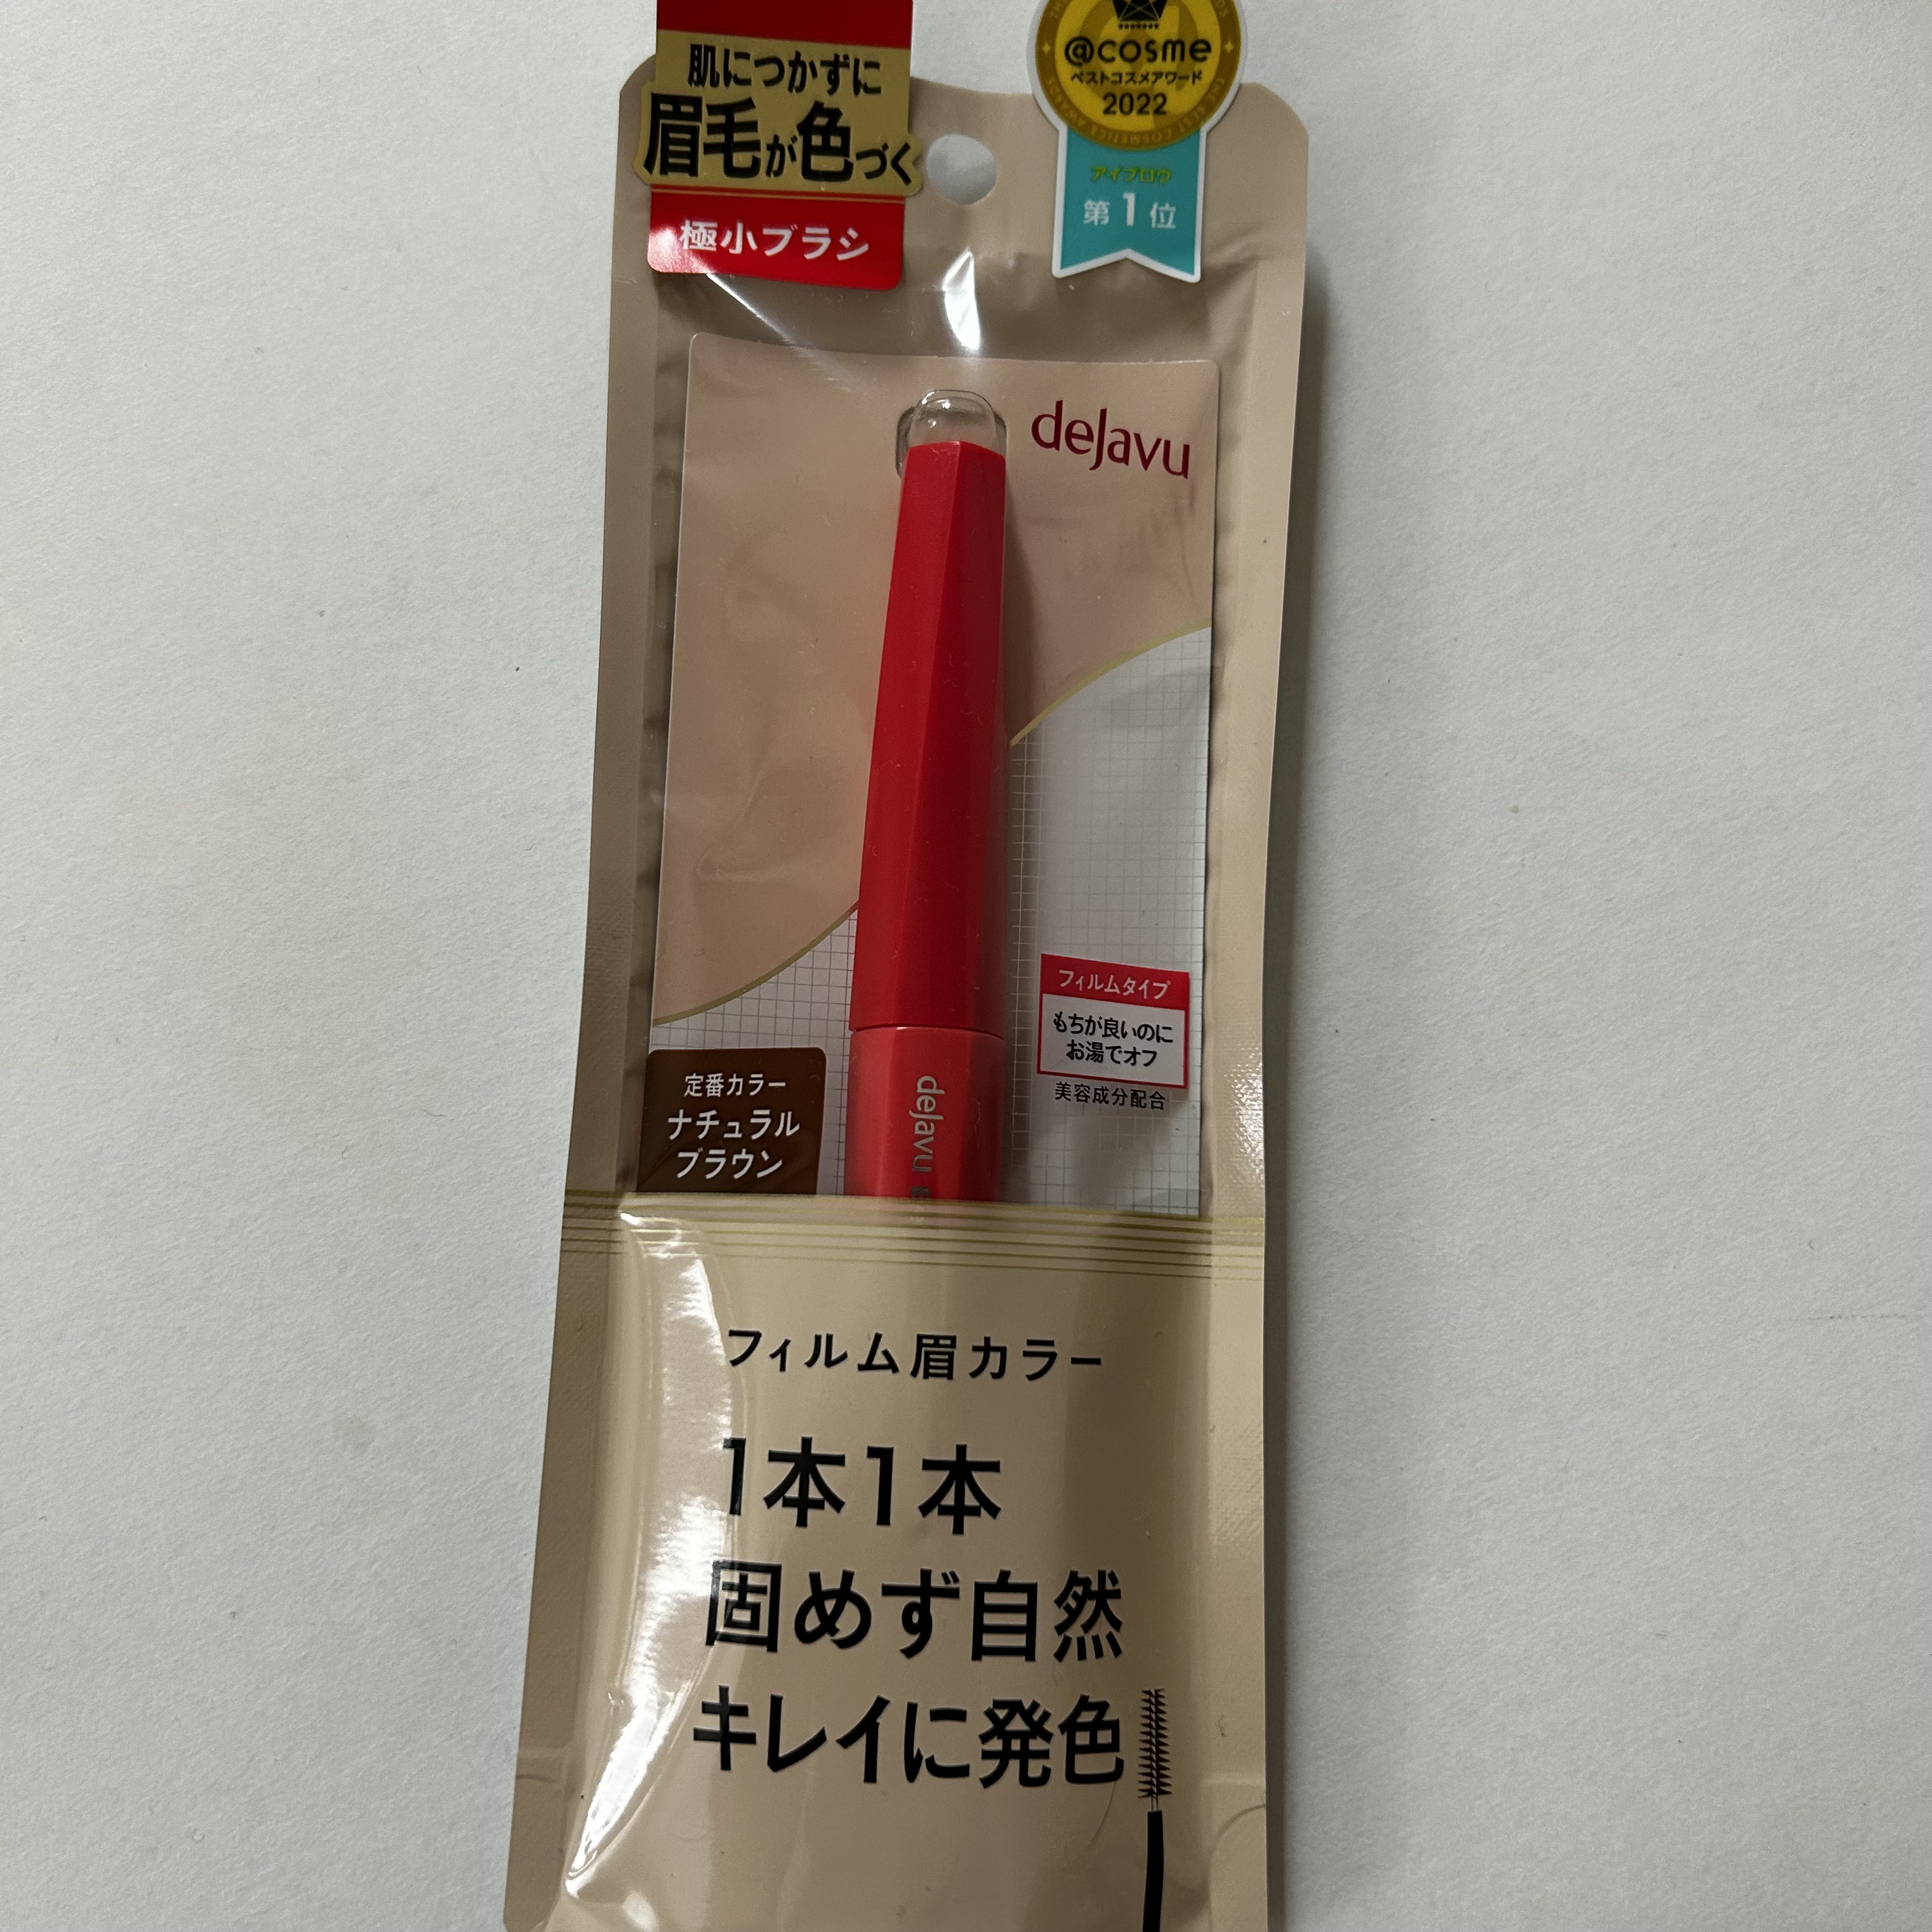 肌につかずに
眉毛が色づく
極小ブラシ
@cosme
ベストコスメアワード
2022
アイブロウ
第1位
deJavu
フィルムタイプ
もちが良いのに
お湯でオフ
美容成分配合
定番カラー
ナチュラル
ブラウン
deJavu
フィルム眉カラー
1本1本
固めず自然
キレイに発色